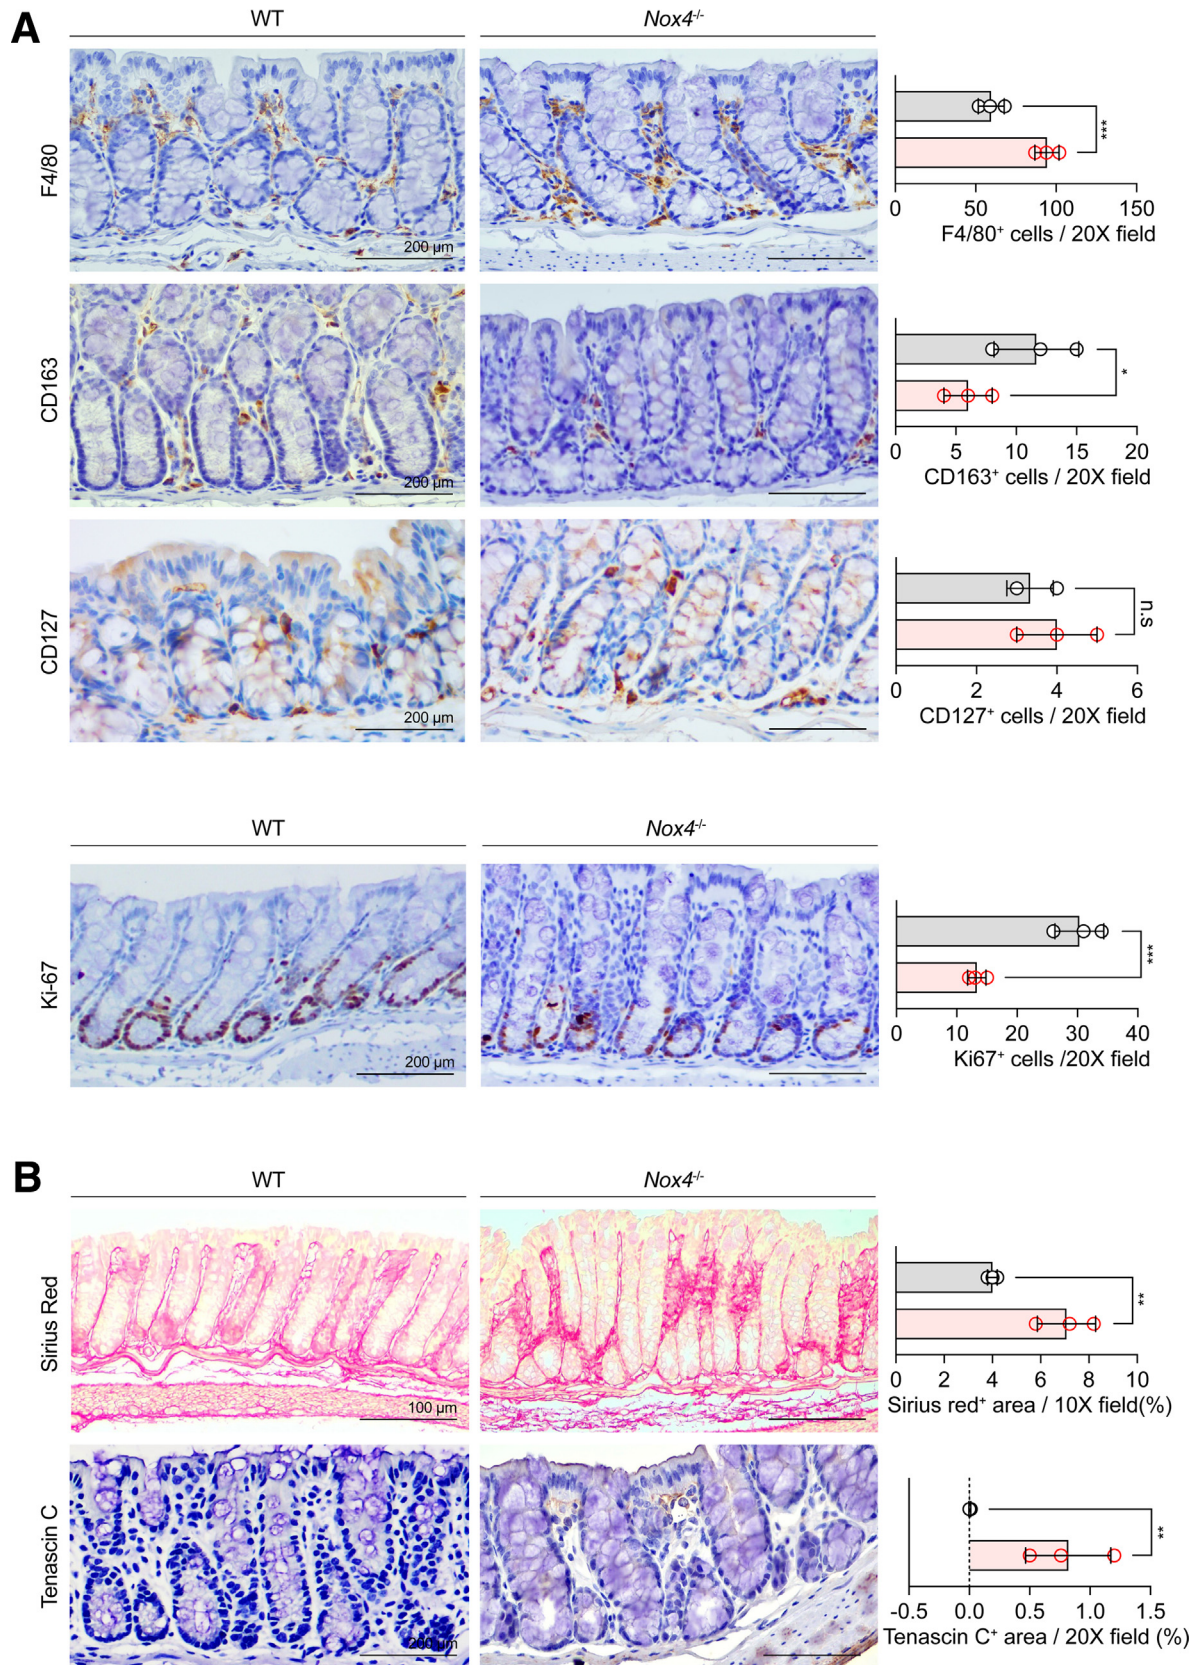 A
WT
Nox4-/-
F4/80
200 µm
***
0 50 100 150
F4/80+ cells / 20X field
CD163
200 µm
*
0 5 10 15 20
CD163+ cells / 20X field
CD127
200 µm
n.s
0 2 4 6
CD127+ cells / 20X field
WT
Nox4-/-
Ki-67
200 µm
***
0 10 20 30 40
Ki67+ cells /20X field
B
WT
Nox4-/-
Sirius Red
100 µm
**
0 2 4 6 8 10
Sirius red+ area / 10X field(%)
Tenascin C
200 µm
**
-0.5 0.0 0.5 1.0 1.5
Tenascin C+ area / 20X field (%)